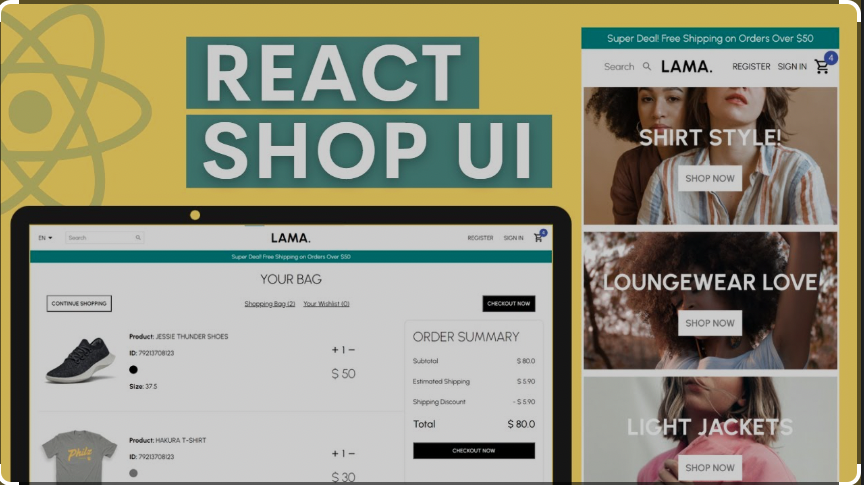 REACT
SHOP UI
EN
Search
LAMA.
REGISTER
SIGN IN
6
Super Deal! Free Shipping on Orders Over $50
YOUR BAG
CONTINUE SHOPPING
Shopping Bag (2)
Your Wishlist (0)
CHECKOUT NOW
Product: JESSIE THUNDER SHOES
ID: 79213708123
Size: 37.5
+ 1 −
$ 50
Product: HAKURA T-SHIRT
ID: 79213708123
Philo
+ 1 −
$ 30
ORDER SUMMARY
Subtotal $ 80.0
Estimated Shipping $ 5.90
Shipping Discount - $ 5.90
Total $ 80.0
CHECKOUT NOW
Super Deal! Free Shipping on Orders Over $50
Search LAMA. REGISTER SIGN IN 4
SHIRT STYLE!
SHOP NOW
LOUNGEWEAR LOVE!
SHOP NOW
LIGHT JACKETS
SHOP NOW